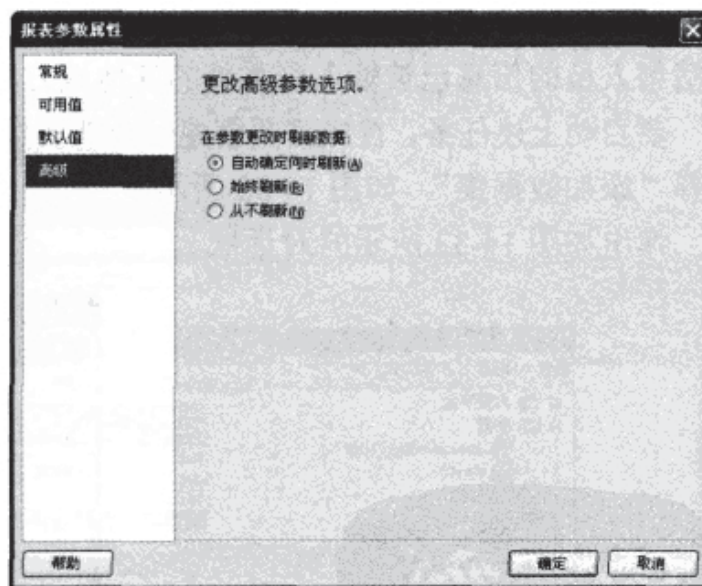 报表参数属性
常规
可用值
默认值
高级
更改高级参数选项。
在参数更改时刷新数据:
自动确定何时刷新(A)
始终刷新(R)
从不刷新(N)
帮助
确定
取消